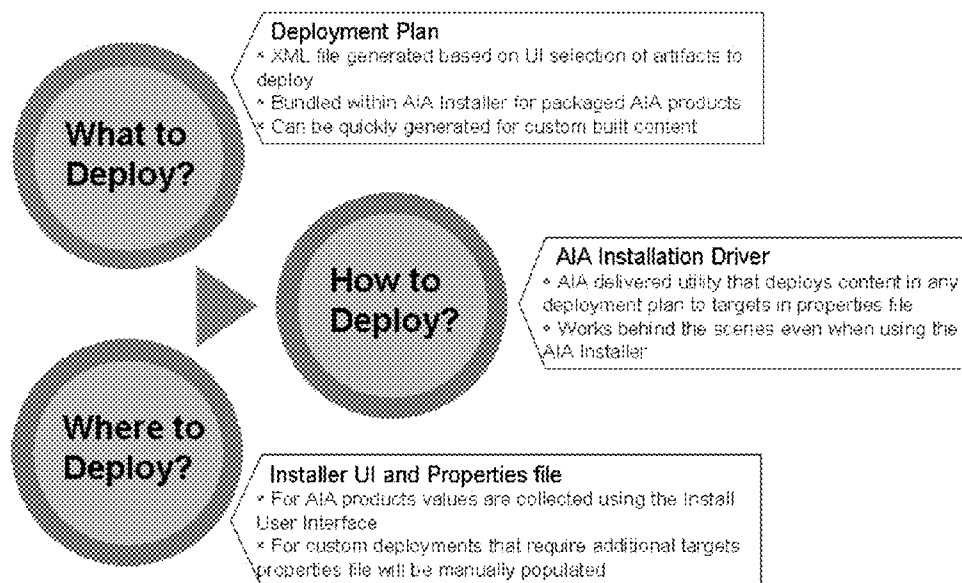 Deployment Plan
* XML file generated based on UI selection of artifacts to
deploy
* Bundled within AIA Installer for packaged AIA products
* Can be quickly generated for custom built content
What to
Deploy?
AIA Installation Driver
* AIA delivered utility that deploys content in any
deployment plan to targets in properties file
* Works behind the scenes even when using the
AIA Installer
How to
Deploy?
Where to
Deploy?
Installer UI and Properties file
* For AIA products values are collected using the Install
User Interface
* For custom deployments that require additional targets
properties file will be manually populated